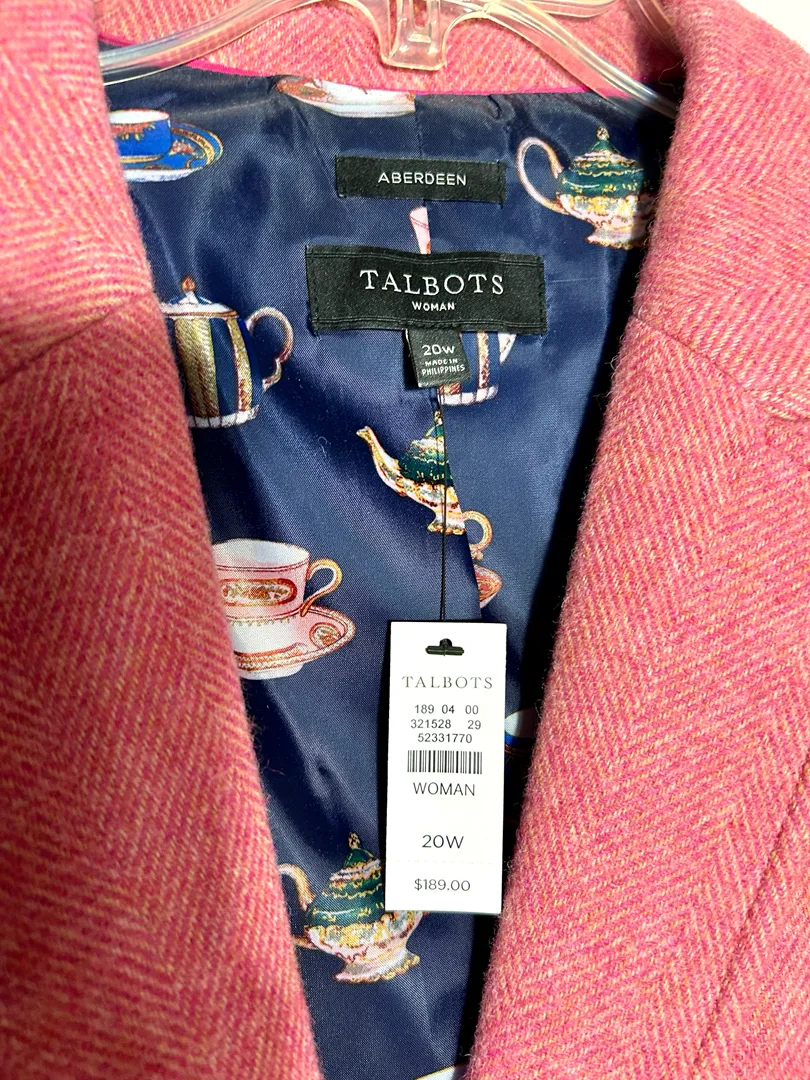 ABERDEEN
TALBOTS
WOMAN
20W
MADE IN
PHILIPPINES
TALBOTS
189 04 00
321528 29
52331770
WOMAN
20W
$189.00